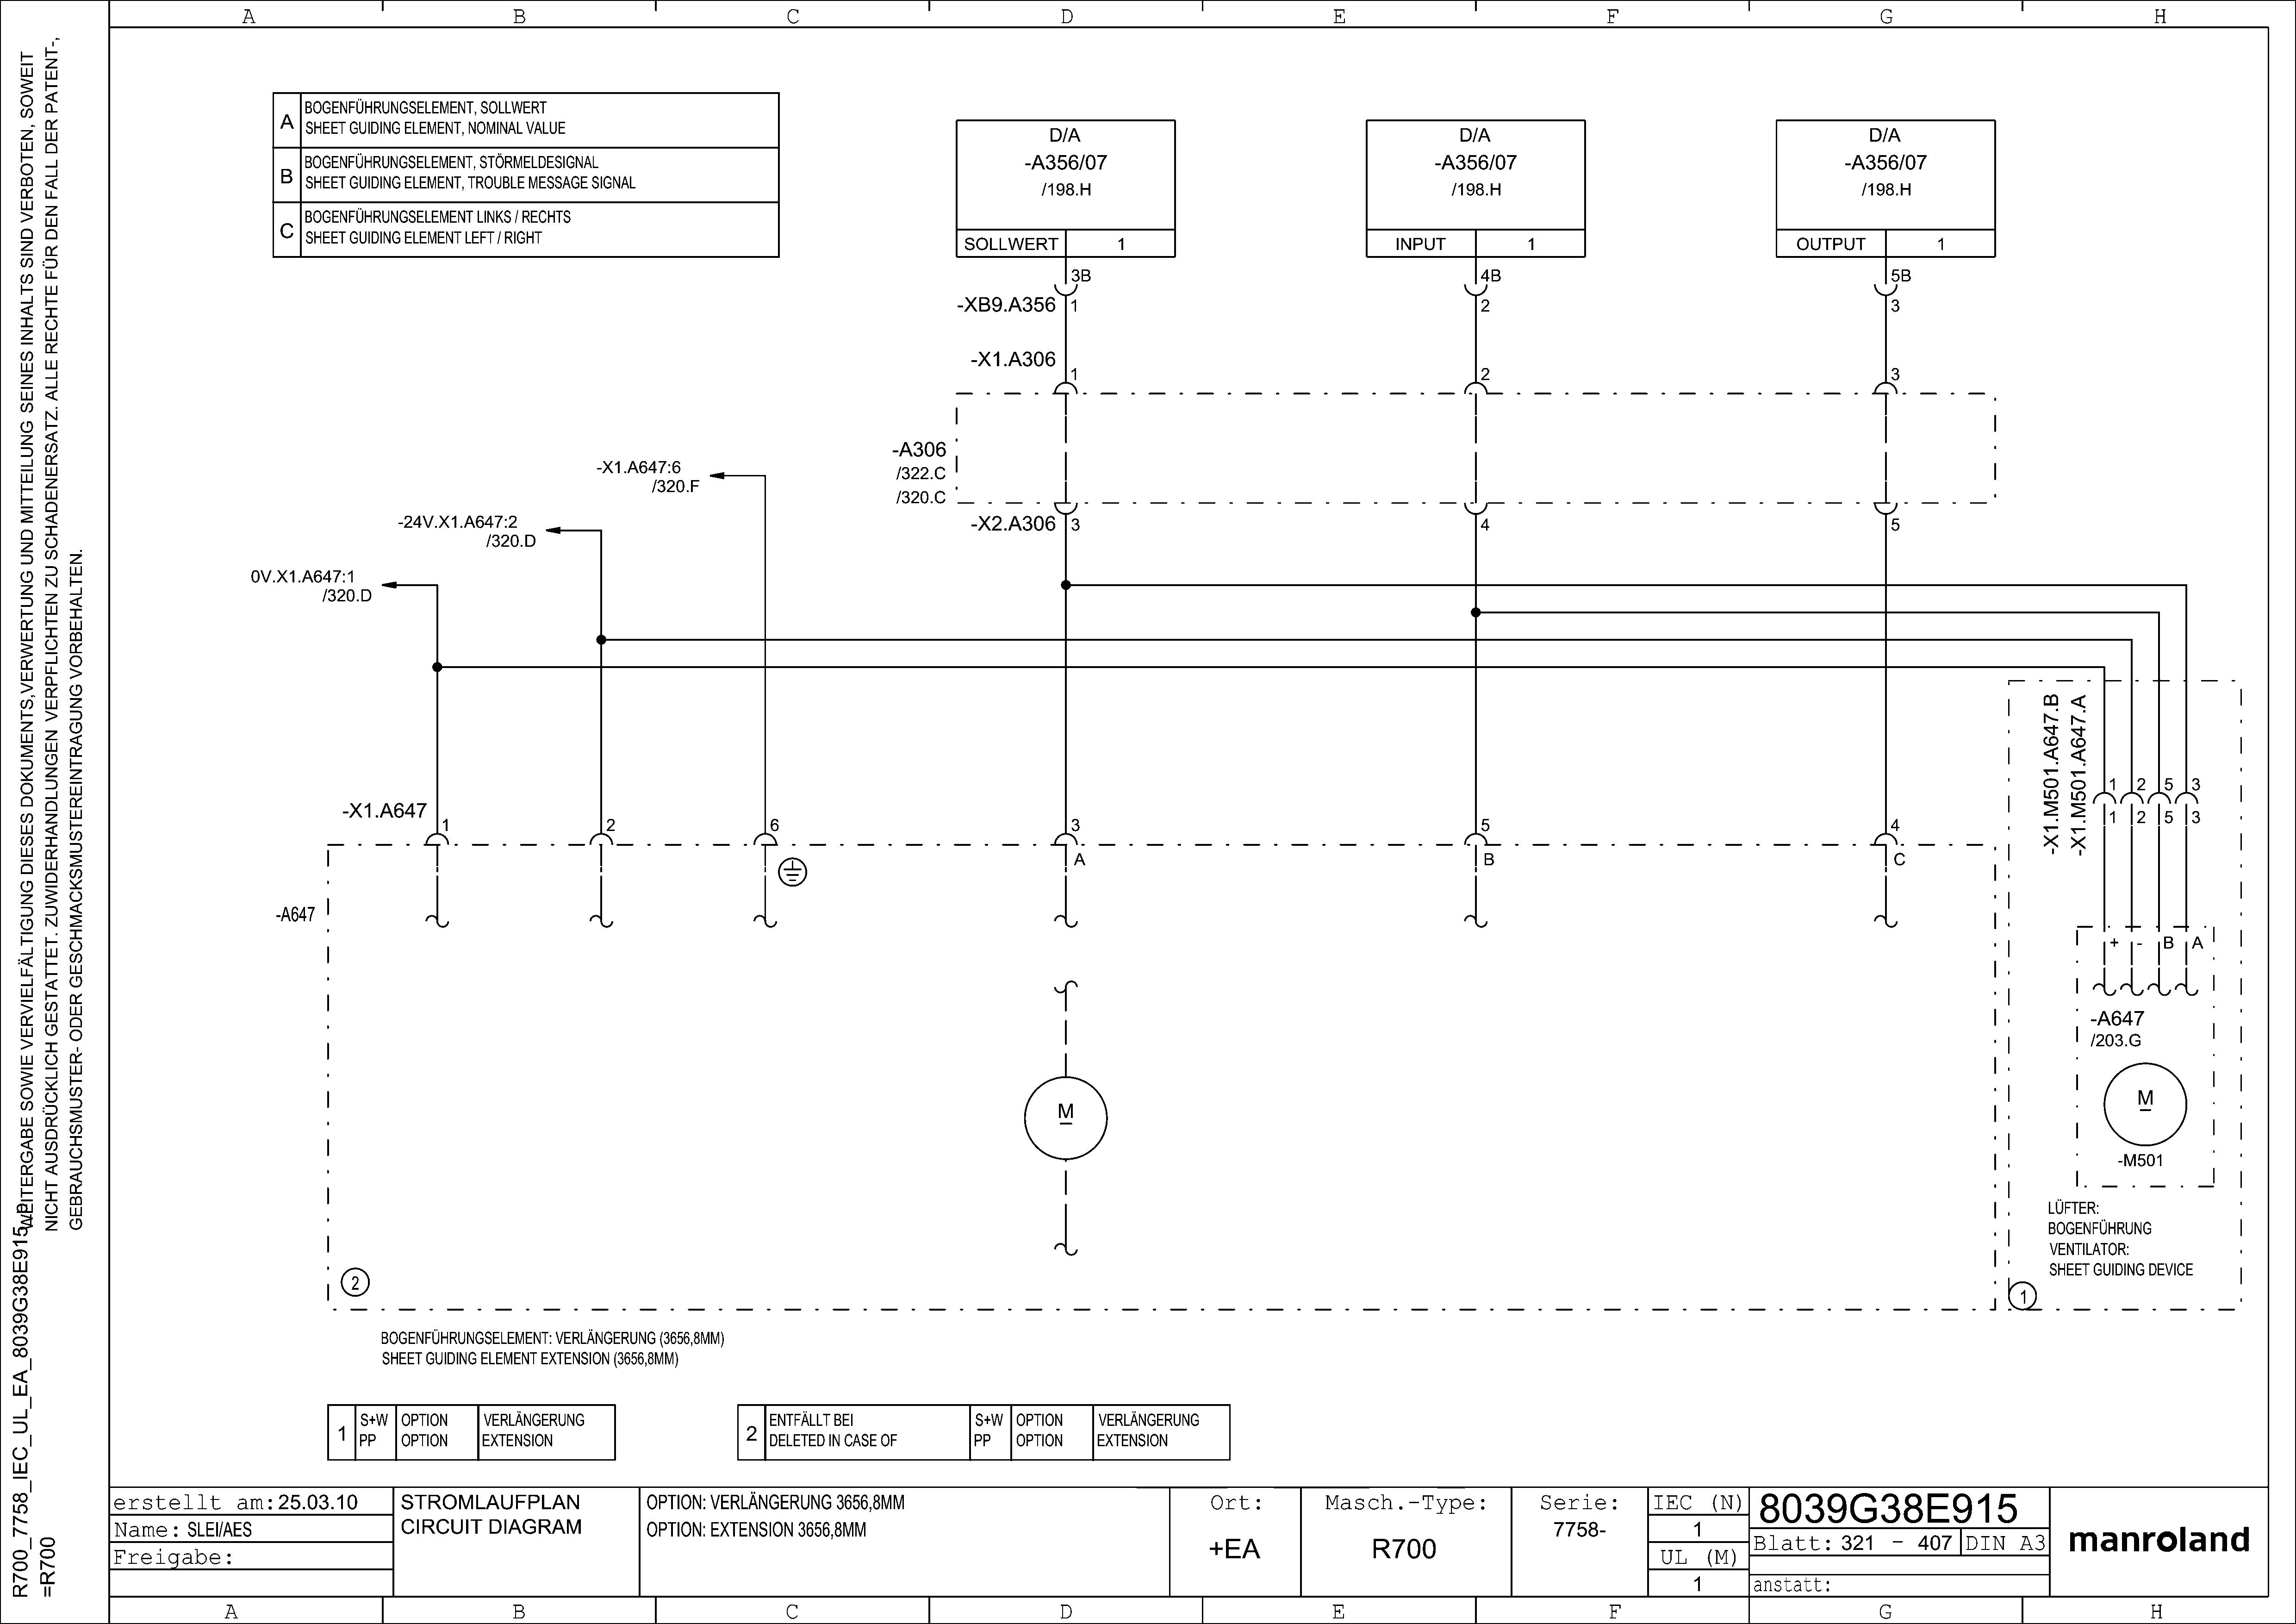 A B C D E F G H
A
BOGENFÜHRUNGSELEMENT, SOLLWERT
SHEET GUIDING ELEMENT, NOMINAL VALUE
B
BOGENFÜHRUNGSELEMENT, STÖRMELDESIGNAL
SHEET GUIDING ELEMENT, TROUBLE MESSAGE SIGNAL
C
BOGENFÜHRUNGSELEMENT LINKS / RECHTS
SHEET GUIDING ELEMENT LEFT / RIGHT
D/A
-A356/07
/198.H
SOLLWERT 1
D/A
-A356/07
/198.H
INPUT 1
D/A
-A356/07
/198.H
OUTPUT 1
3B 4B 5B
-XB9.A356 1 2 3
-X1.A306
1 2 3
-A306
/322.C
/320.C
-X2.A306 3 4 5
-X1.A647:6
/320.F
-24V.X1.A647:2
/320.D
0V.X1.A647:1
/320.D
-X1.M501.A647.B
-X1.M501.A647.A
1 2 5 3
1 2 5 3
-X1.A647
1 2 6 3 5 4
A B C
-A647
+ - B A
-A647
/203.G
M
-M501
M
LÜFTER:
BOGENFÜHRUNG
VENTILATOR:
SHEET GUIDING DEVICE
2
1
BOGENFÜHRUNGSELEMENT: VERLÄNGERUNG (3656,8MM)
SHEET GUIDING ELEMENT EXTENSION (3656,8MM)
1
S+W OPTION VERLÄNGERUNG
PP OPTION EXTENSION
2
ENTFÄLLT BEI S+W OPTION VERLÄNGERUNG
DELETED IN CASE OF PP OPTION EXTENSION
erstellt am: 25.03.10
Name: SLEI/AES
Freigabe:
STROMLAUFPLAN
CIRCUIT DIAGRAM
OPTION: VERLÄNGERUNG 3656,8MM
OPTION: EXTENSION 3656,8MM
Ort:
+EA
Masch.-Type:
R700
Serie:
7758-
IEC (N)
1
UL (M)
1
8039G38E915
Blatt: 321 - 407 DIN A3
anstatt:
manroland
A B C D E F G H
WEITERGABE SOWIE VERVIELFÄLTIGUNG DIESES DOKUMENTS,VERWERTUNG UND MITTEILUNG SEINES INHALTS SIND VERBOTEN, SOWEIT
NICHT AUSDRÜCKLICH GESTATTET. ZUWIDERHANDLUNGEN VERPFLICHTEN ZU SCHADENERSATZ. ALLE RECHTE FÜR DEN FALL DER PATENT-,
GEBRAUCHSMUSTER- ODER GESCHMACKSMUSTEREINTRAGUNG VORBEHALTEN.
=R700